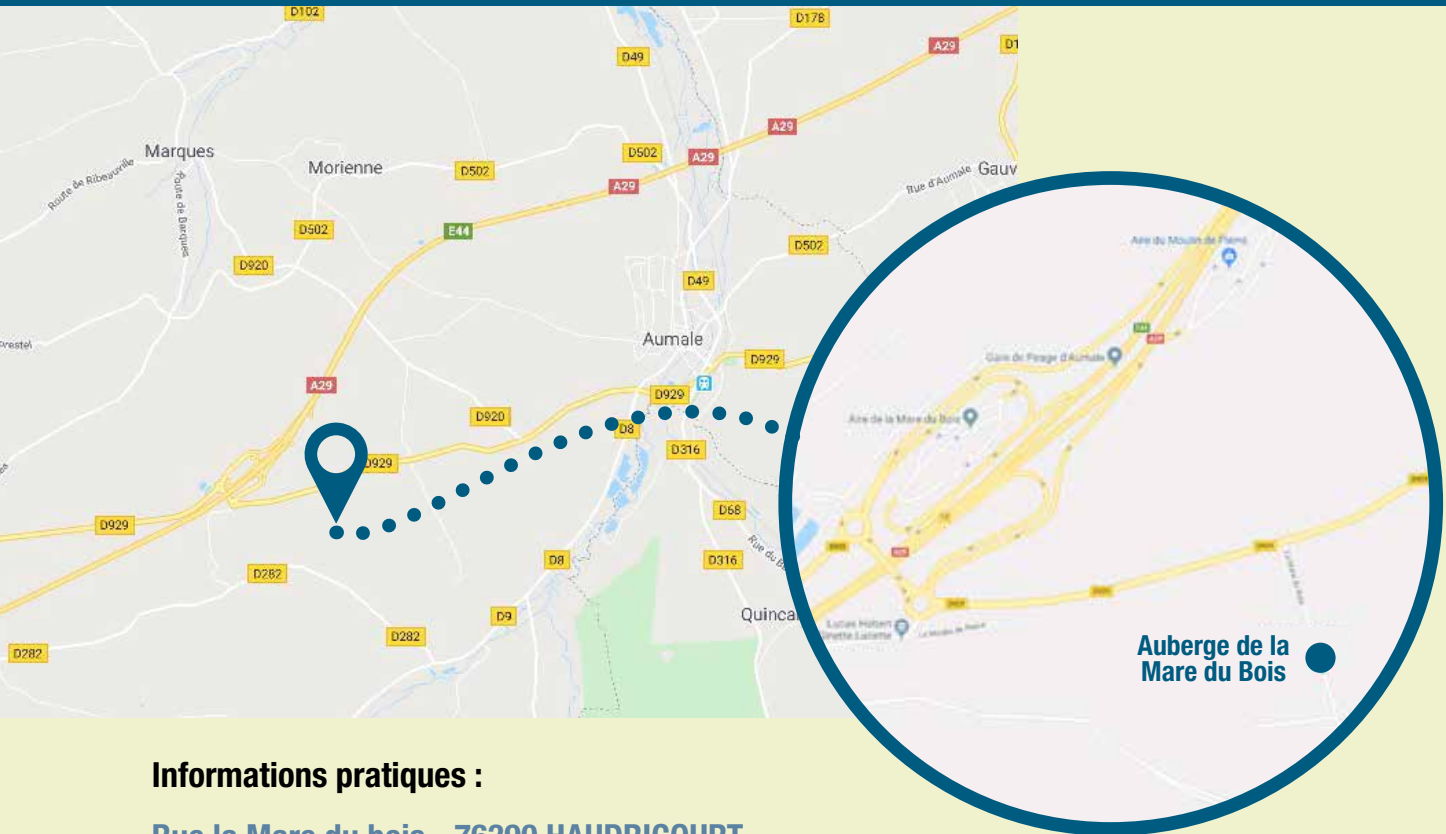 D102
D178
A29
D49
A29
Marques
D502
A29
Morienne
D502
Route de Ribeauville
A29
Rue d'Aumale
Gauv
Route de Barques
D502
E44
D502
D920
D49
Aumale
D929
A29
D929
D920
D8
D316
D929
D929
D68
D8
D316
D282
D9
Quinca
D282
D282
Aire du Moulin de Pierre
Gare de Péage d'Aumale
Aire de la Mare du Bois
Auberge de la
Mare du Bois
Informations pratiques :